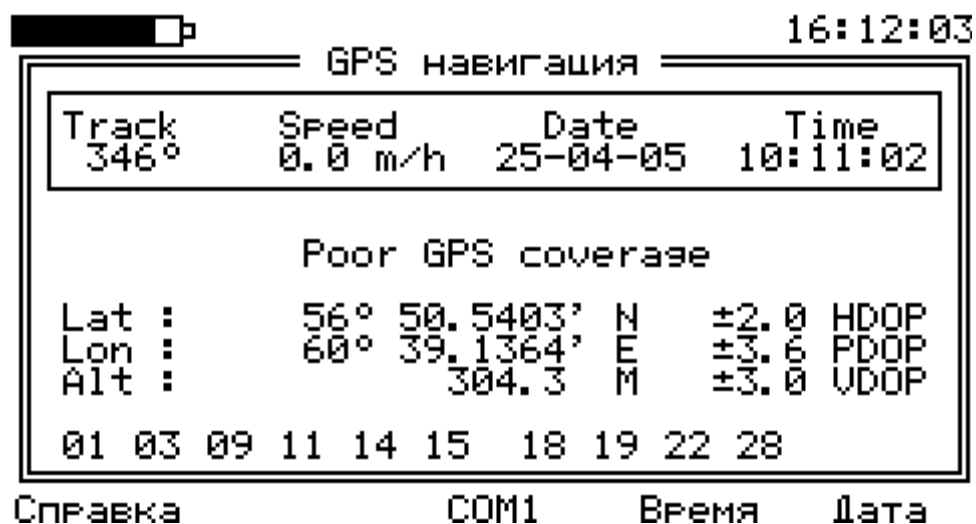 16:12:03
GPS навигация
Track Speed Date Time
346° 0.0 m/h 25-04-05 10:11:02
Poor GPS coverage
Lat : 56° 50.5403' N ±2.0 HDOP
Lon : 60° 39.1364' E ±3.6 PDOP
Alt : 304.3 M ±3.0 VDOP
01 03 09 11 14 15 18 19 22 28
Справка COM1 Время Дата